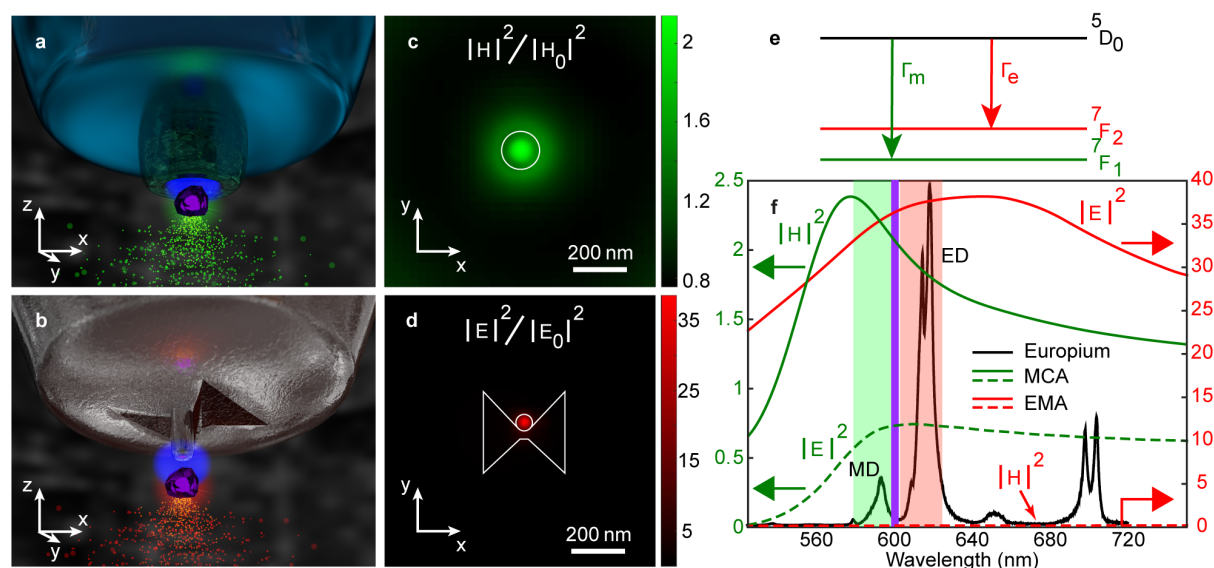 a
z
x
y
b
z
x
y
c
|H|²/|H₀|²
y
x
200 nm
2
1.6
1.2
0.8
d
|E|²/|E₀|²
y
x
200 nm
35
25
15
5
e
⁵D₀
Γm
Γe
⁷F₂
⁷F₁
f
2.5
2
1.5
1
0.5
0
40
35
30
25
20
15
10
5
0
|H|²
|E|²
ED
Europium
MCA
EMA
|E|²
MD
|H|²
560 600 640 680 720
Wavelength (nm)